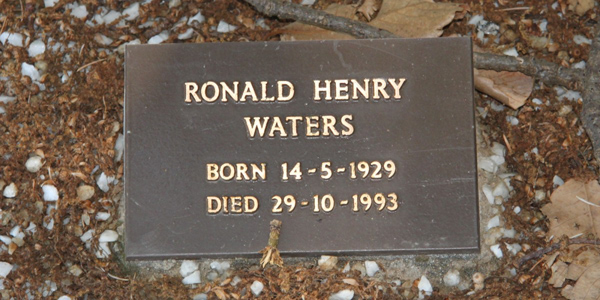 RONALD HENRY
WATERS
BORN 14-5-1929
DIED 29-10-1993